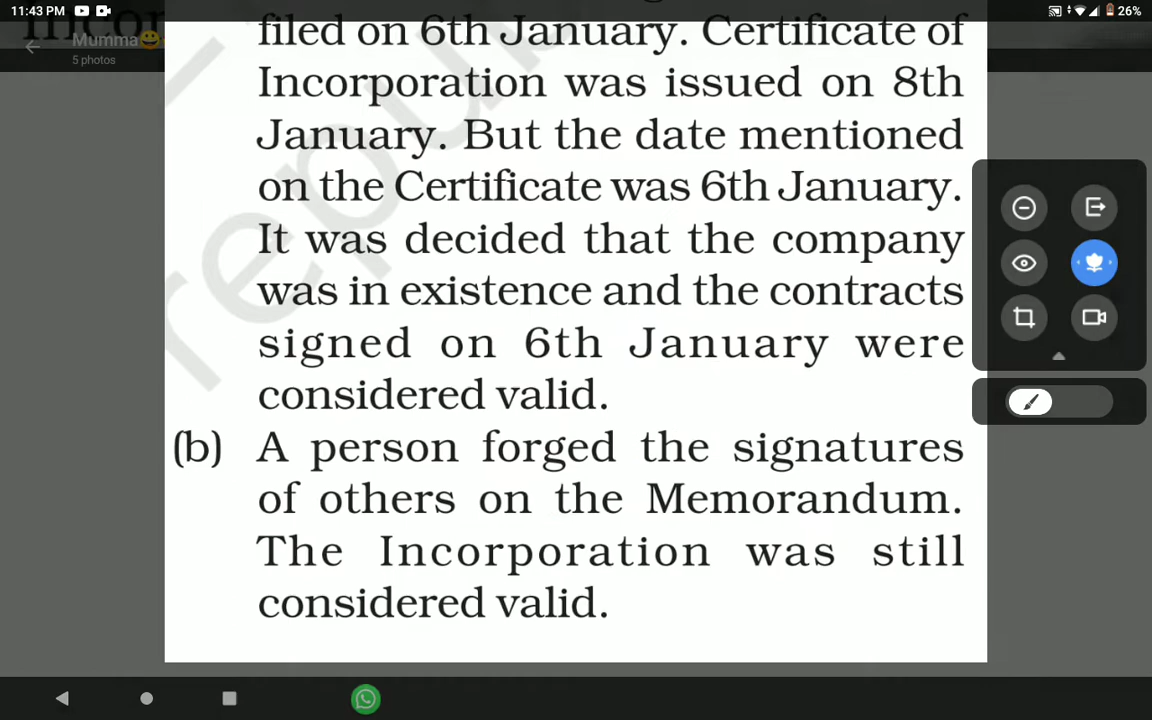 11:43 PM
26%
Mumma😀
5 photos
filed on 6th January. Certificate of
Incorporation was issued on 8th
January. But the date mentioned
on the Certificate was 6th January.
It was decided that the company
was in existence and the contracts
signed on 6th January were
considered valid.
(b) A person forged the signatures
of others on the Memorandum.
The Incorporation was still
considered valid.